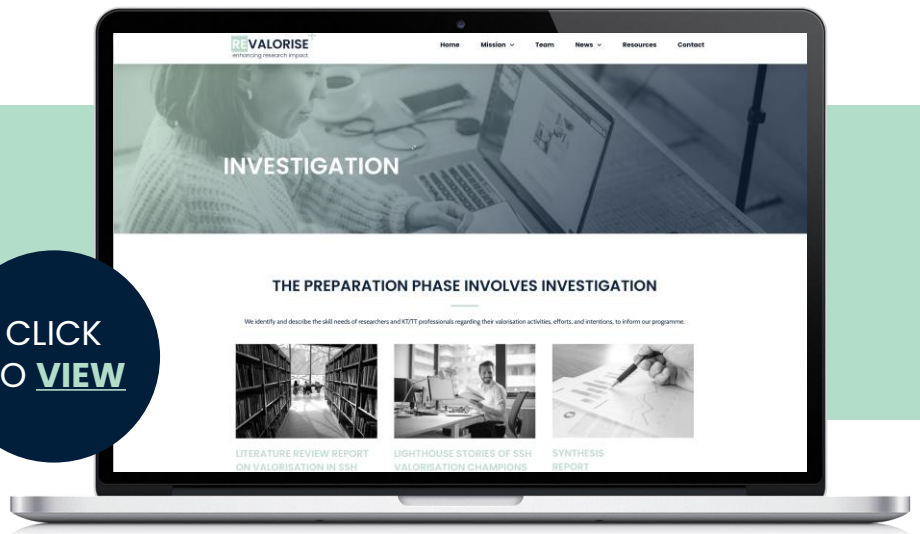 REVALORISE+
enhancing research impact
Home Mission Team News Resources Contact
INVESTIGATION
THE PREPARATION PHASE INVOLVES INVESTIGATION
We identify and describe the skill needs of researchers and KT/TT professionals regarding their valorisation activities, efforts, and intentions, to inform our programme.
LITERATURE REVIEW REPORT
ON VALORISATION IN SSH
LIGHTHOUSE STORIES OF SSH
VALORISATION CHAMPIONS
SYNTHESIS
REPORT
CLICK
O VIEW